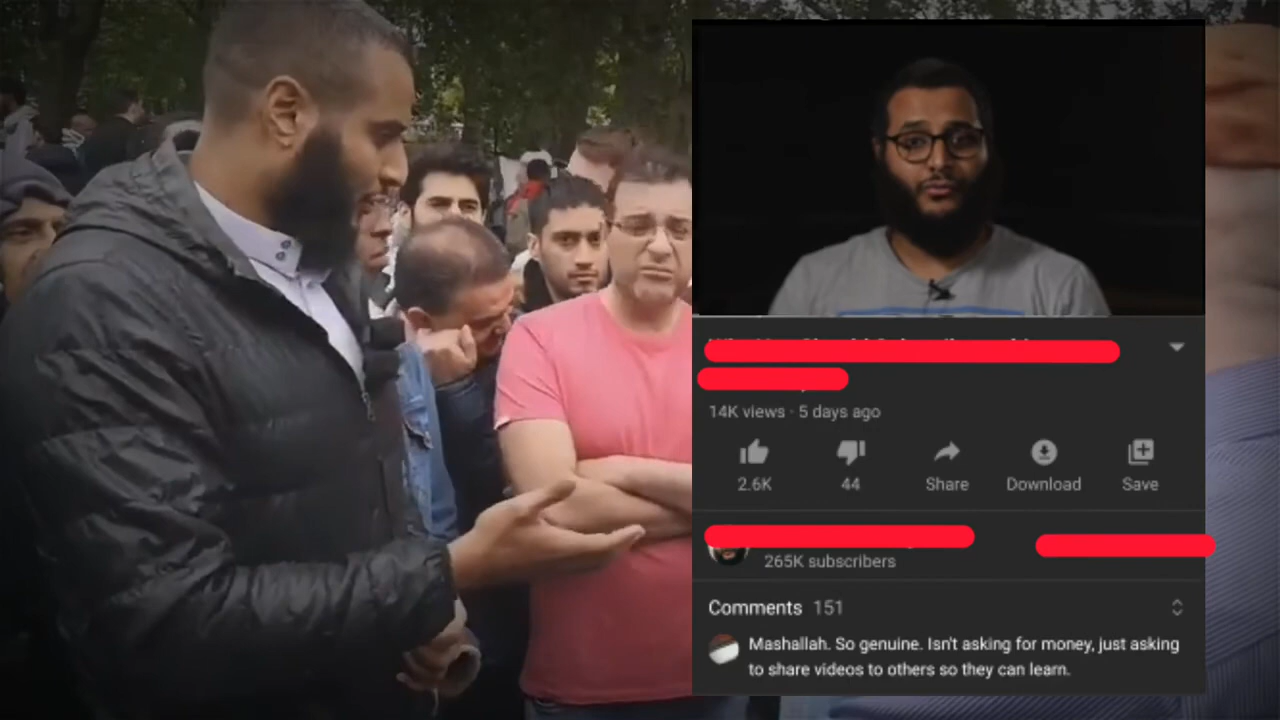 14K views · 5 days ago
2.6K
44
Share
Download
Save
265K subscribers
Comments 151
Mashallah. So genuine. Isn't asking for money, just asking
to share videos to others so they can learn.